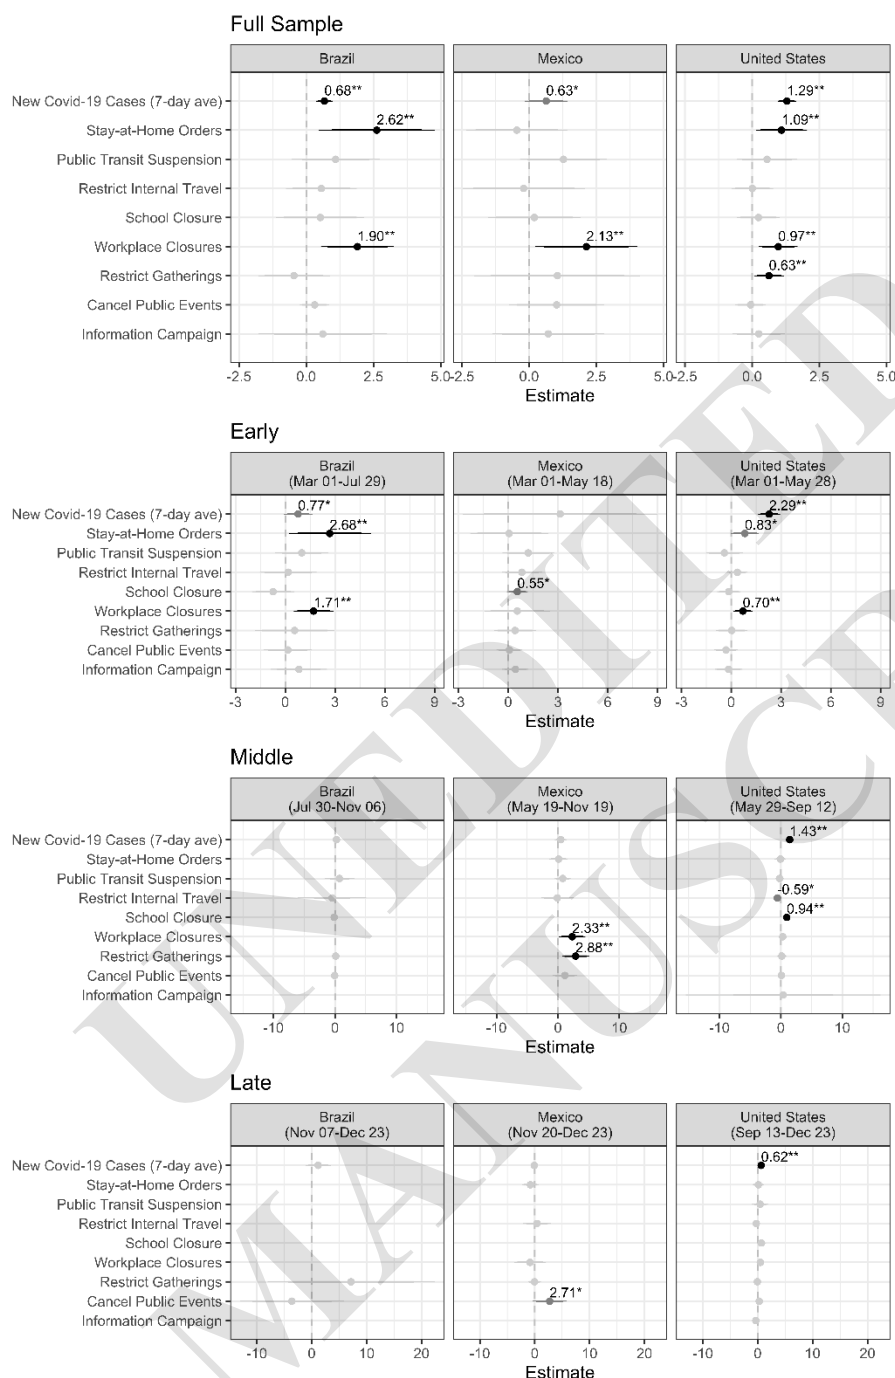 Full Sample
Brazil Mexico United States
New Covid-19 Cases (7-day ave) 0.68** 0.63* 1.29**
Stay-at-Home Orders 2.62** 1.09**
Public Transit Suspension
Restrict Internal Travel
School Closure
Workplace Closures 1.90** 2.13** 0.97**
Restrict Gatherings 0.63**
Cancel Public Events
Information Campaign
-2.5 0.0 2.5 5.0 -2.5 0.0 2.5 5.0 -2.5 0.0 2.5 5.0
Estimate
Early
Brazil Mexico United States
(Mar 01-Jul 29) (Mar 01-May 18) (Mar 01-May 28)
New Covid-19 Cases (7-day ave) 0.77* 2.29**
Stay-at-Home Orders 2.68** 0.83*
Public Transit Suspension
Restrict Internal Travel
School Closure 0.55*
Workplace Closures 1.71** 0.70**
Restrict Gatherings
Cancel Public Events
Information Campaign
-3 0 3 6 9 -3 0 3 6 9 -3 0 3 6 9
Estimate
Middle
Brazil Mexico United States
(Jul 30-Nov 06) (May 19-Nov 19) (May 29-Sep 12)
New Covid-19 Cases (7-day ave) 1.43**
Stay-at-Home Orders
Public Transit Suspension
Restrict Internal Travel -0.59*
School Closure 0.94**
Workplace Closures 2.33**
Restrict Gatherings 2.88**
Cancel Public Events
Information Campaign
-10 0 10 -10 0 10 -10 0 10
Estimate
Late
Brazil Mexico United States
(Nov 07-Dec 23) (Nov 20-Dec 23) (Sep 13-Dec 23)
New Covid-19 Cases (7-day ave) 0.62**
Stay-at-Home Orders
Public Transit Suspension
Restrict Internal Travel
School Closure
Workplace Closures
Restrict Gatherings
Cancel Public Events 2.71*
Information Campaign
-10 0 10 20 -10 0 10 20 -10 0 10 20
Estimate
UNEDITED